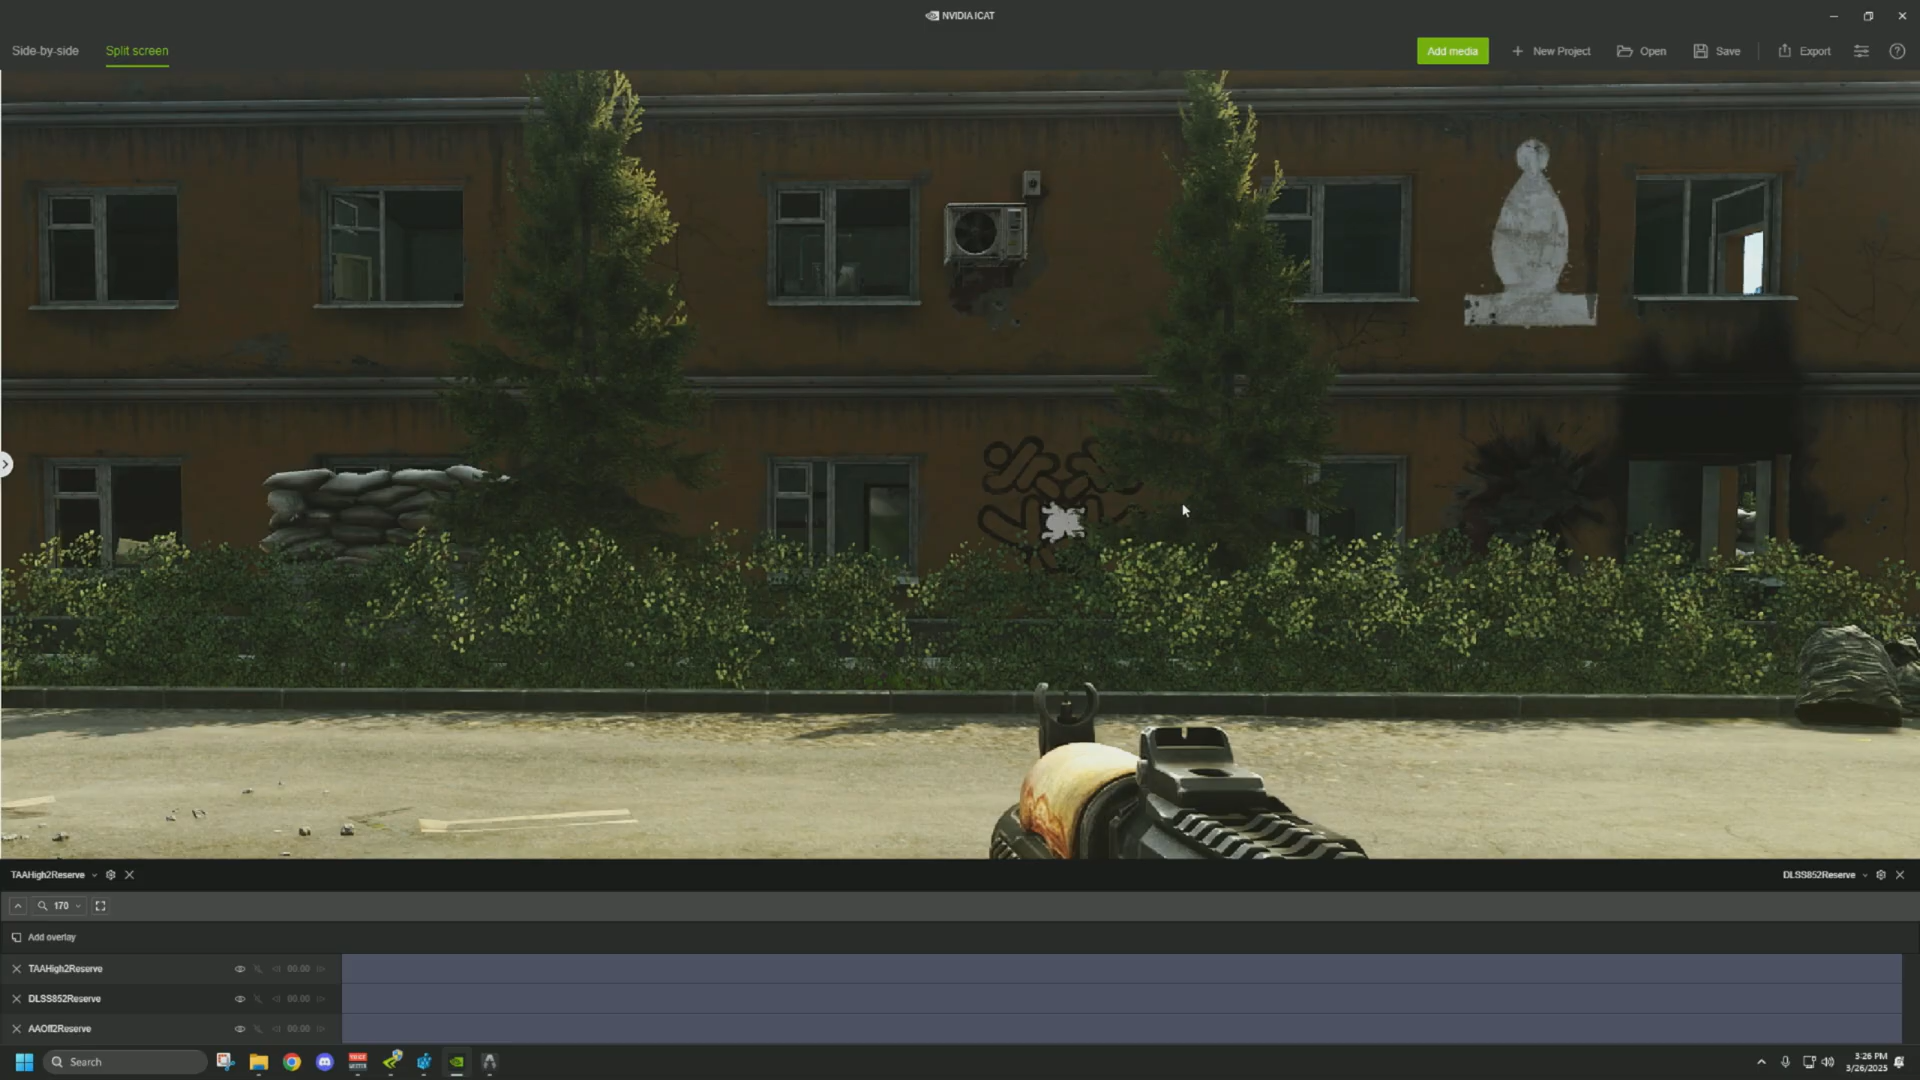 NVIDIA ICAT
Side-by-side
Split screen
Add media
New Project
Open
Save
Export
TAAHigh2Reserve
DLSS852Reserve
170
Add overlay
TAAHigh2Reserve
00.00
DLSS852Reserve
00.00
AAOff2Reserve
00.00
Search
3:26 PM
3/26/2025